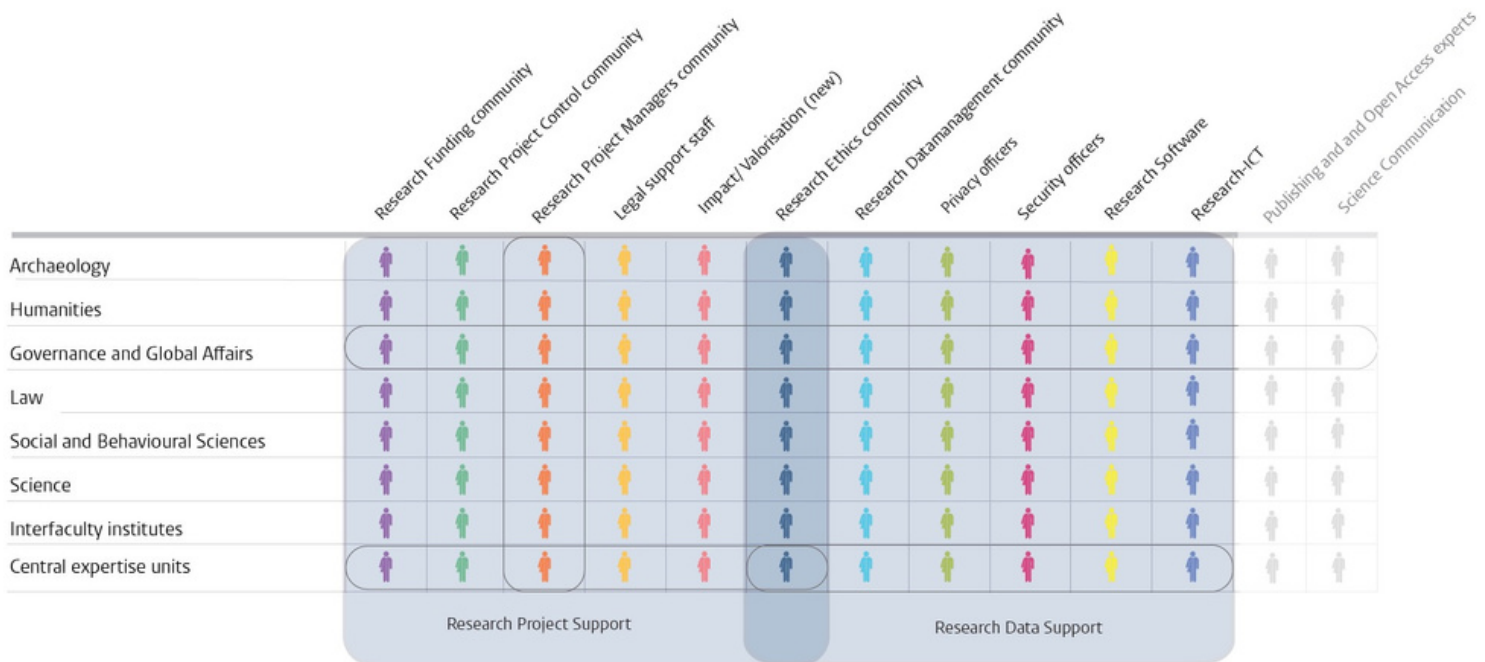 Research Funding community
Research Project Control community
Research Project Managers community
Legal support staff
Impact/ Valorisation (new)
Research Ethics community
Research Datamanagement community
Privacy officers
Security officers
Research Software
Research-ICT
Publishing and and Open Access experts
Science Communication
Archaeology
Humanities
Governance and Global Affairs
Law
Social and Behavioural Sciences
Science
Interfaculty institutes
Central expertise units
Research Project Support
Research Data Support